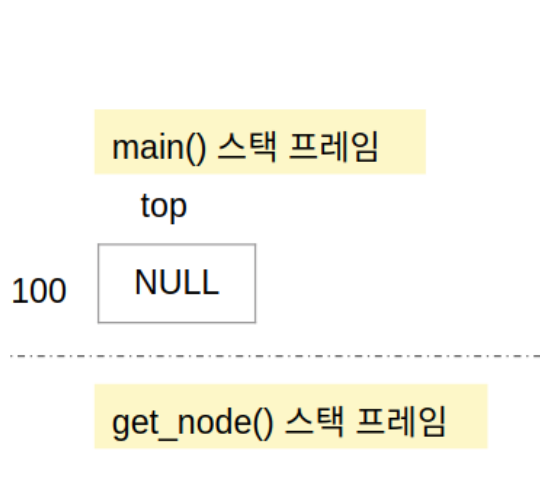 main() 스택 프레임
top
100 NULL
get_node() 스택 프레임